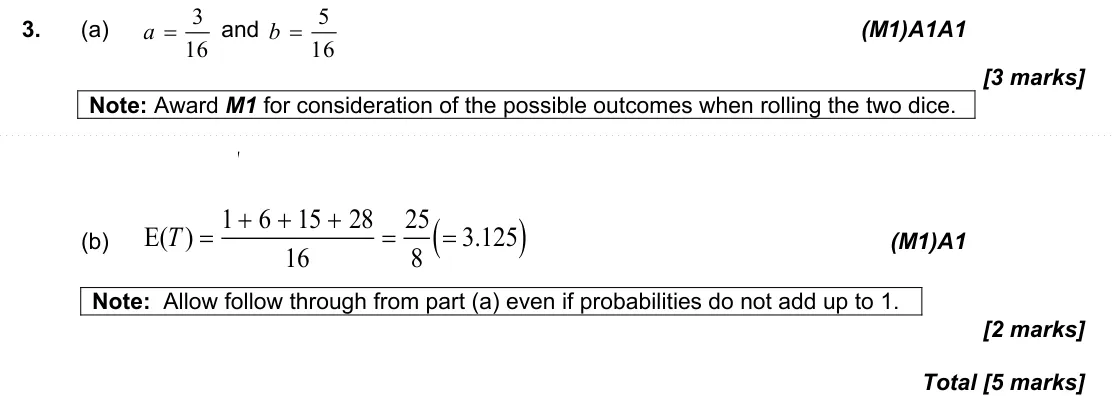 3. (a) a = 3/16 and b = 5/16 (M1)A1A1
[3 marks]
Note: Award M1 for consideration of the possible outcomes when rolling the two dice.
(b) E(T) = (1 + 6 + 15 + 28)/16 = 25/8 (= 3.125) (M1)A1
Note: Allow follow through from part (a) even if probabilities do not add up to 1.
[2 marks]
Total [5 marks]